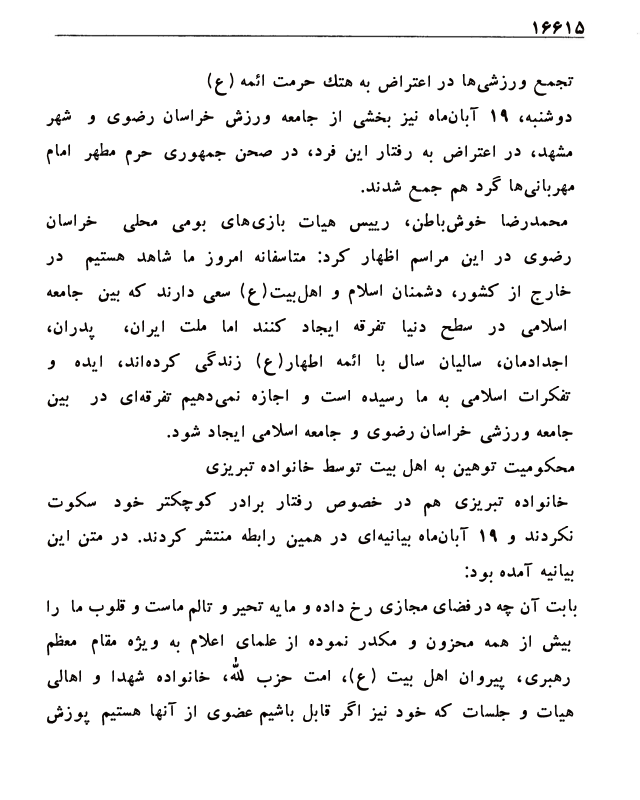 ۱۶۶۱۵
تجمع ورزشی‌ها در اعتراض به هتك حرمت ائمه (ع)
دوشنبه، ۱۹ آبان‌ماه نیز بخشی از جامعه ورزش خراسان رضوی و شهر
مشهد، در اعتراض به رفتار این فرد، در صحن جمهوری حرم مطهر امام
مهربانی‌ها گرد هم جمع شدند.
محمدرضا خوش‌باطن، رییس هیات بازی‌های بومی محلی خراسان
رضوی در این مراسم اظهار کرد: متاسفانه امروز ما شاهد هستیم در
خارج از کشور، دشمنان اسلام و اهل‌بیت(ع) سعی دارند که بین جامعه
اسلامی در سطح دنیا تفرقه ایجاد کنند اما ملت ایران، پدران،
اجدادمان، سالیان سال با ائمه اطهار(ع) زندگی کرده‌اند، ایده و
تفکرات اسلامی به ما رسیده است و اجازه نمی‌دهیم تفرقه‌ای در بین
جامعه ورزشی خراسان رضوی و جامعه اسلامی ایجاد شود.
محکومیت توهین به اهل بیت توسط خانواده تبریزی
خانواده تبریزی هم در خصوص رفتار برادر کوچکتر خود سکوت
نکردند و ۱۹ آبان‌ماه بیانیه‌ای در همین رابطه منتشر کردند. در متن این
بیانیه آمده بود:
بابت آن چه در فضای مجازی رخ داده و مایه تحیر و تالم ماست و قلوب ما را
بیش از همه محزون و مکدر نموده از علمای اعلام به ویژه مقام معظم
رهبری، پیروان اهل بیت (ع)، امت حزب الله، خانواده شهدا و اهالی
هیات و جلسات که خود نیز اگر قابل باشیم عضوی از آنها هستیم پوزش